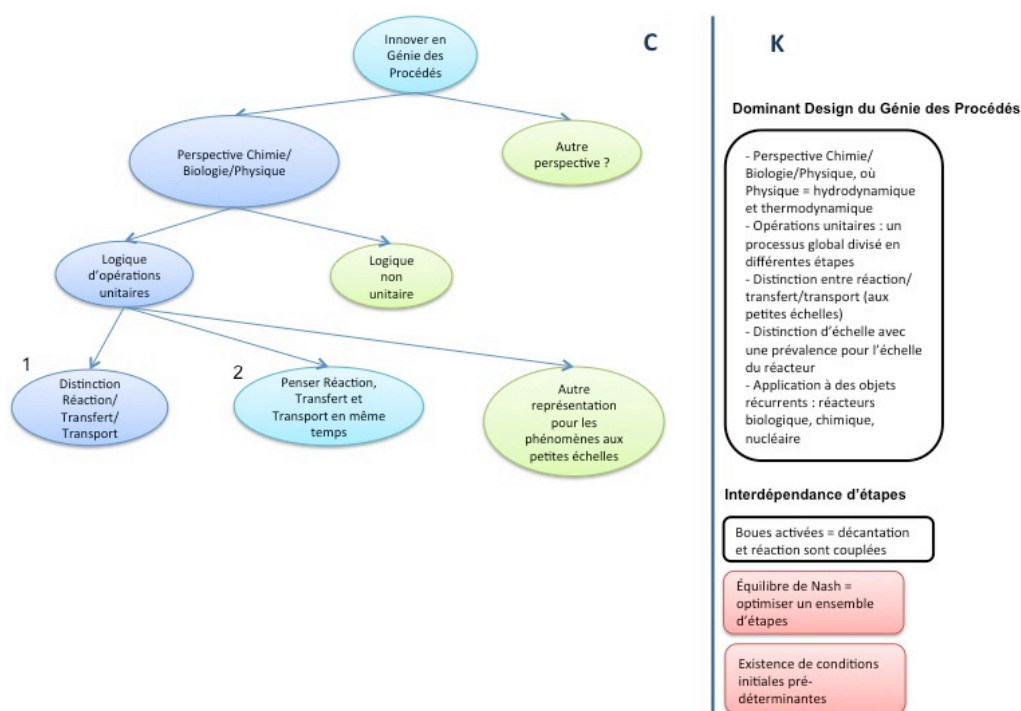 Innover en
Génie des
Procédés
C
K
Perspective Chimie/
Biologie/Physique
Autre
perspective ?
Logique
d'opérations
unitaires
Logique
non
unitaire
1
Distinction
Réaction/
Transfert/
Transport
2
Penser Réaction,
Transfert et
Transport en même
temps
Autre
représentation
pour les
phénomènes aux
petites échelles
Dominant Design du Génie des Procédés
- Perspective Chimie/
Biologie/Physique, où
Physique = hydrodynamique
et thermodynamique
- Opérations unitaires : un
processus global divisé en
différentes étapes
- Distinction entre réaction/
transfert/transport (aux
petites échelles)
- Distinction d'échelle avec
une prévalence pour l'échelle
du réacteur
- Application à des objets
récurrents : réacteurs
biologique, chimique,
nucléaire
Interdépendance d'étapes
Boues activées = décantation
et réaction sont couplées
Équilibre de Nash =
optimiser un ensemble
d'étapes
Existence de conditions
initiales pré-
déterminantes